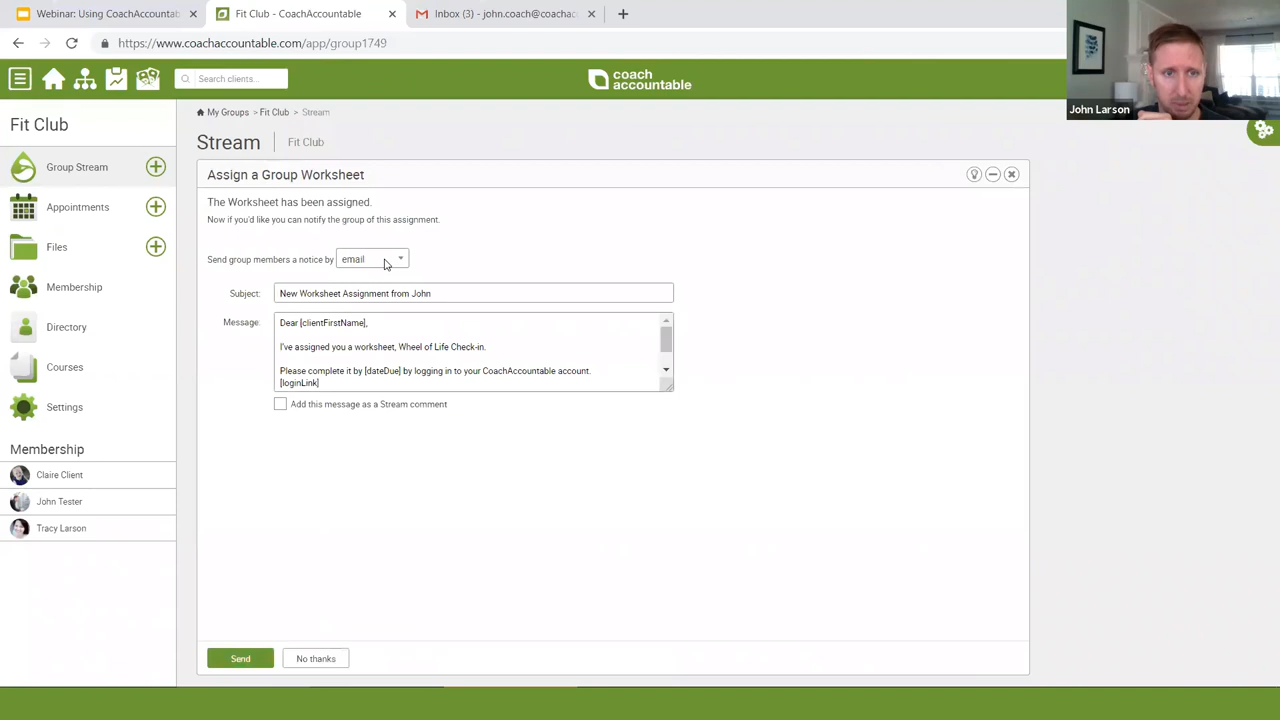 Webinar: Using CoachAccountab
Fit Club - CoachAccountable
Inbox (3) - john.coach@coachac
https://www.coachaccountable.com/app/group1749
Search clients...
coach
accountable
John Larson
Fit Club
My Groups > Fit Club > Stream
Stream
Fit Club
Group Stream
Appointments
Files
Membership
Directory
Courses
Settings
Membership
Claire Client
John Tester
Tracy Larson
Assign a Group Worksheet
The Worksheet has been assigned.
Now if you'd like you can notify the group of this assignment.
Send group members a notice by email
Subject: New Worksheet Assignment from John
Message: Dear [clientFirstName],
I've assigned you a worksheet, Wheel of Life Check-in.
Please complete it by [dateDue] by logging in to your CoachAccountable account.
[loginLink]
Add this message as a Stream comment
Send
No thanks